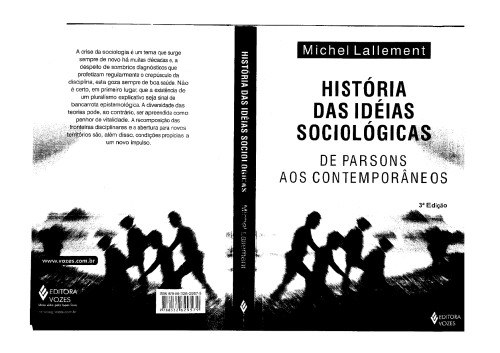 A crise da sociologia é um tema que surge
sempre de novo há muitas décadas e, a
despeito de sombrios diagnósticos que
profetizam regularmente o crepúsculo da
disciplina, esta goza sempre de boa saúde. Não
é certo, em primeiro lugar, que a existência de
um pluralismo explicativo seja sinal de
bancarrota epistemológica. A diversidade das
teorias pode, ao contrário, ser apreendida como
penhor de vitalidade. A recomposição das
fronteiras disciplinares e a abertura para novos
territórios são, além disso, condições propícias a
um novo impulso.
www.vozes.com.br
EDITORA
VOZES
HISTÓRIA DAS IDÉIAS SOCIOLÓGICAS
Michel Lallement
Michel Lallement
HISTÓRIA
DAS IDÉIAS
SOCIOLÓGICAS
DE PARSONS
AOS CONTEMPORÂNEOS
3ª Edição
EDITORA
VOZES